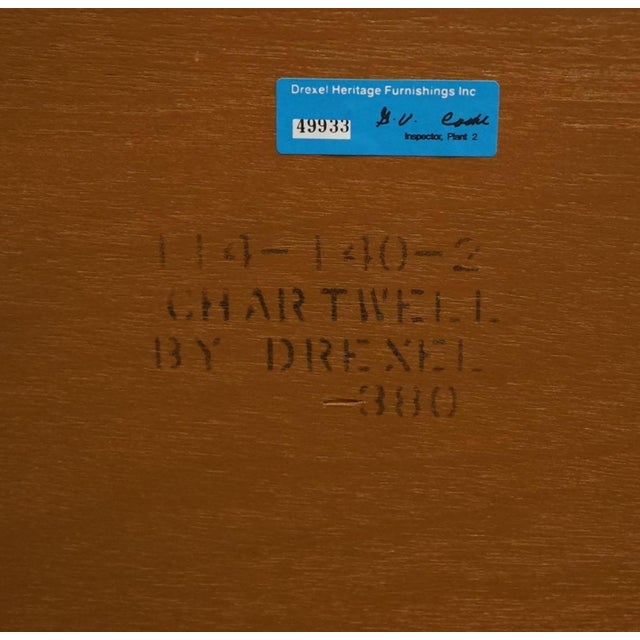 Drexel Heritage Furnishings Inc
49933
Inspector, Plant 2
114-140-2
CHARTWELL
BY DREXEL
-380